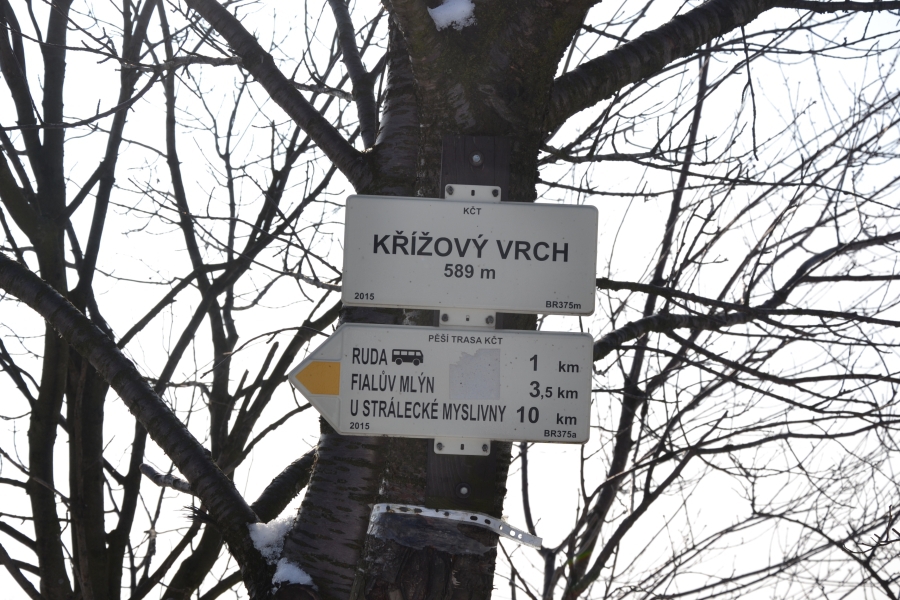 KČT
KŘÍŽOVÝ VRCH
589 m
2015 BR375m
PĚŠÍ TRASA KČT
RUDA 1 km
FIALŮV MLÝN 3,5 km
U STRÁLECKÉ MYSLIVNY 10 km
2015 BR375a